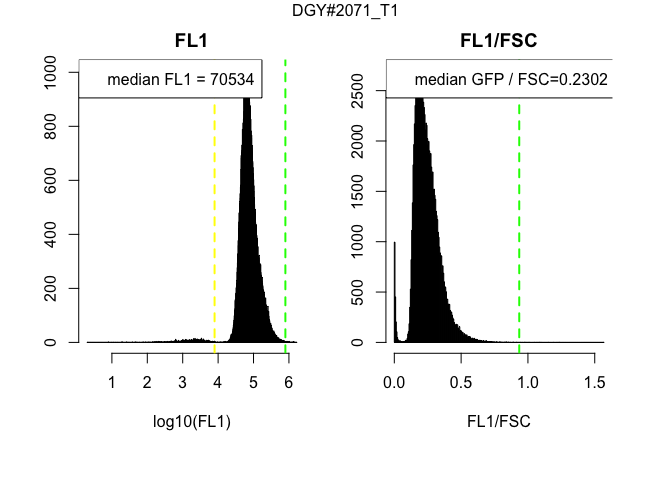 DGY#2071_T1
FL1
median FL1 = 70534
0
200
400
600
800
1000
1 2 3 4 5 6
log10(FL1)
FL1/FSC
median GFP / FSC=0.2302
0
500
1000
1500
2000
2500
0.0 0.5 1.0 1.5
FL1/FSC